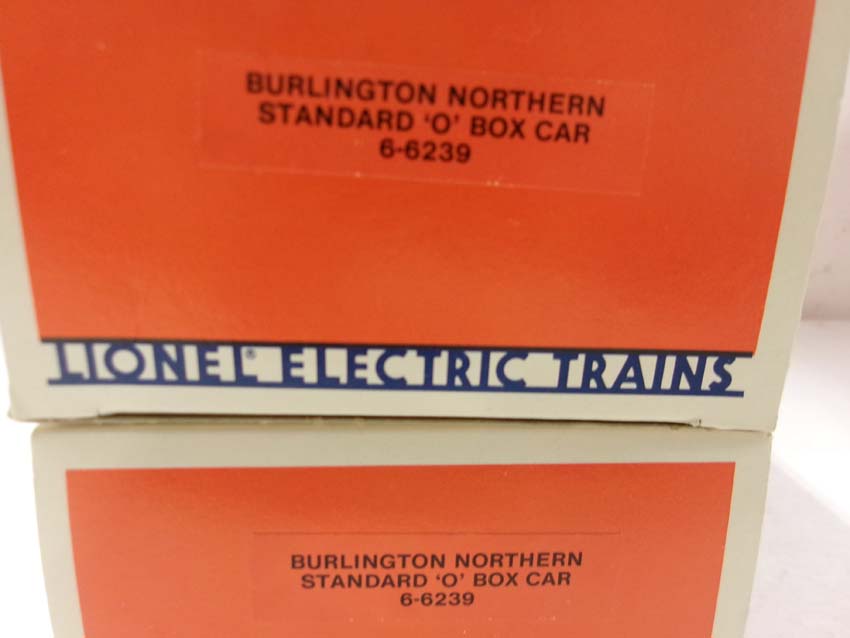 BURLINGTON NORTHERN
STANDARD 'O' BOX CAR
6-6239
LIONEL® ELECTRIC TRAINS
BURLINGTON NORTHERN
STANDARD 'O' BOX CAR
6-6239